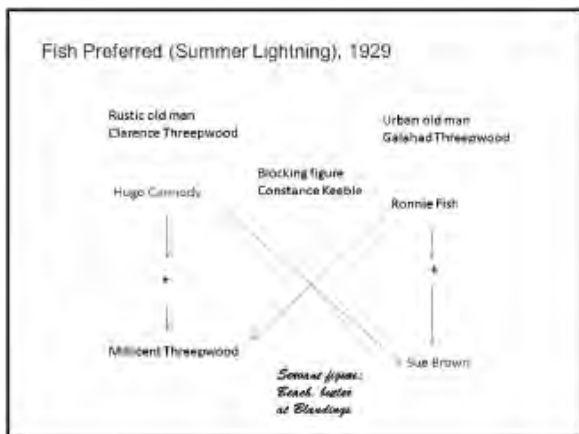 Fish Preferred (Summer Lightning), 1929
Rustic old man
Clarence Threepwood
Urban old man
Galahad Threepwood
Blocking figure
Constance Keeble
Hugo Carmody
Ronnie Fish
+
+
Millicent Threepwood
Sue Brown
Servant figure:
Beach, butler
at Blandings